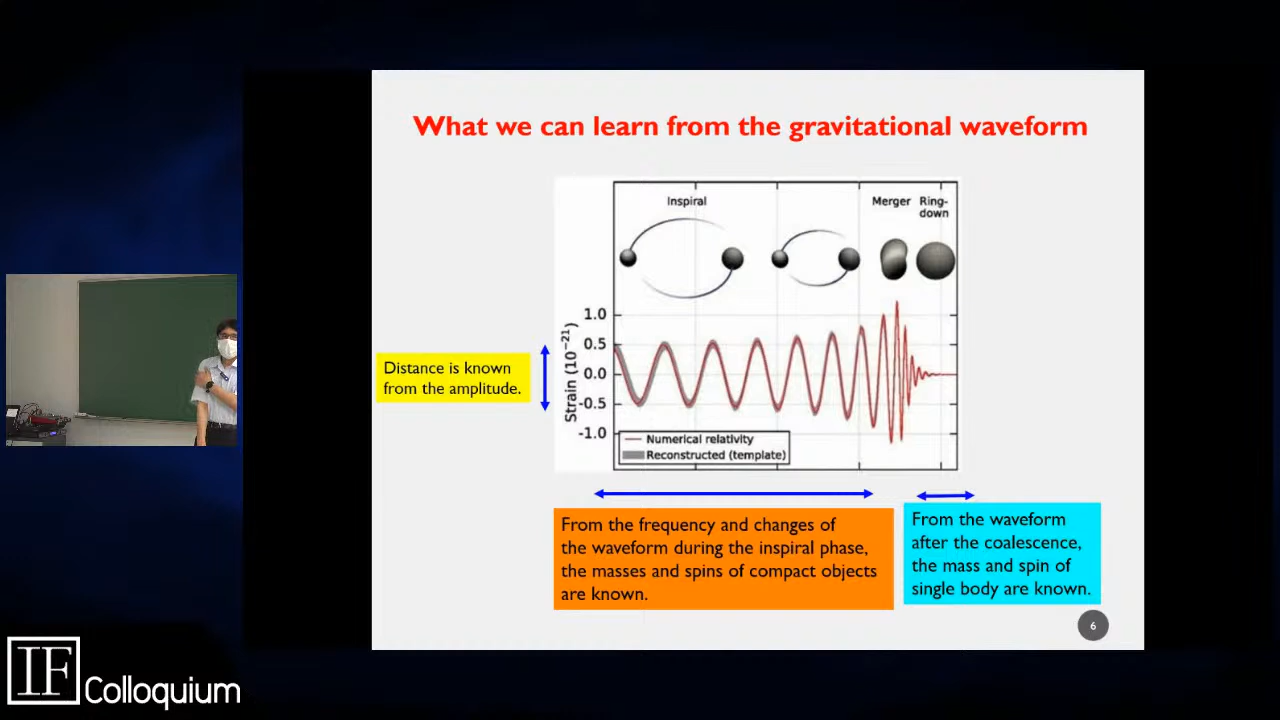 What we can learn from the gravitational waveform
Inspiral
Merger
Ring-
down
1.0
0.5
0.0
-0.5
-1.0
Strain (10⁻²¹)
Numerical relativity
Reconstructed (template)
Distance is known
from the amplitude.
From the frequency and changes of
the waveform during the inspiral phase,
the masses and spins of compact objects
are known.
From the waveform
after the coalescence,
the mass and spin of
single body are known.
6
IF
Colloquium